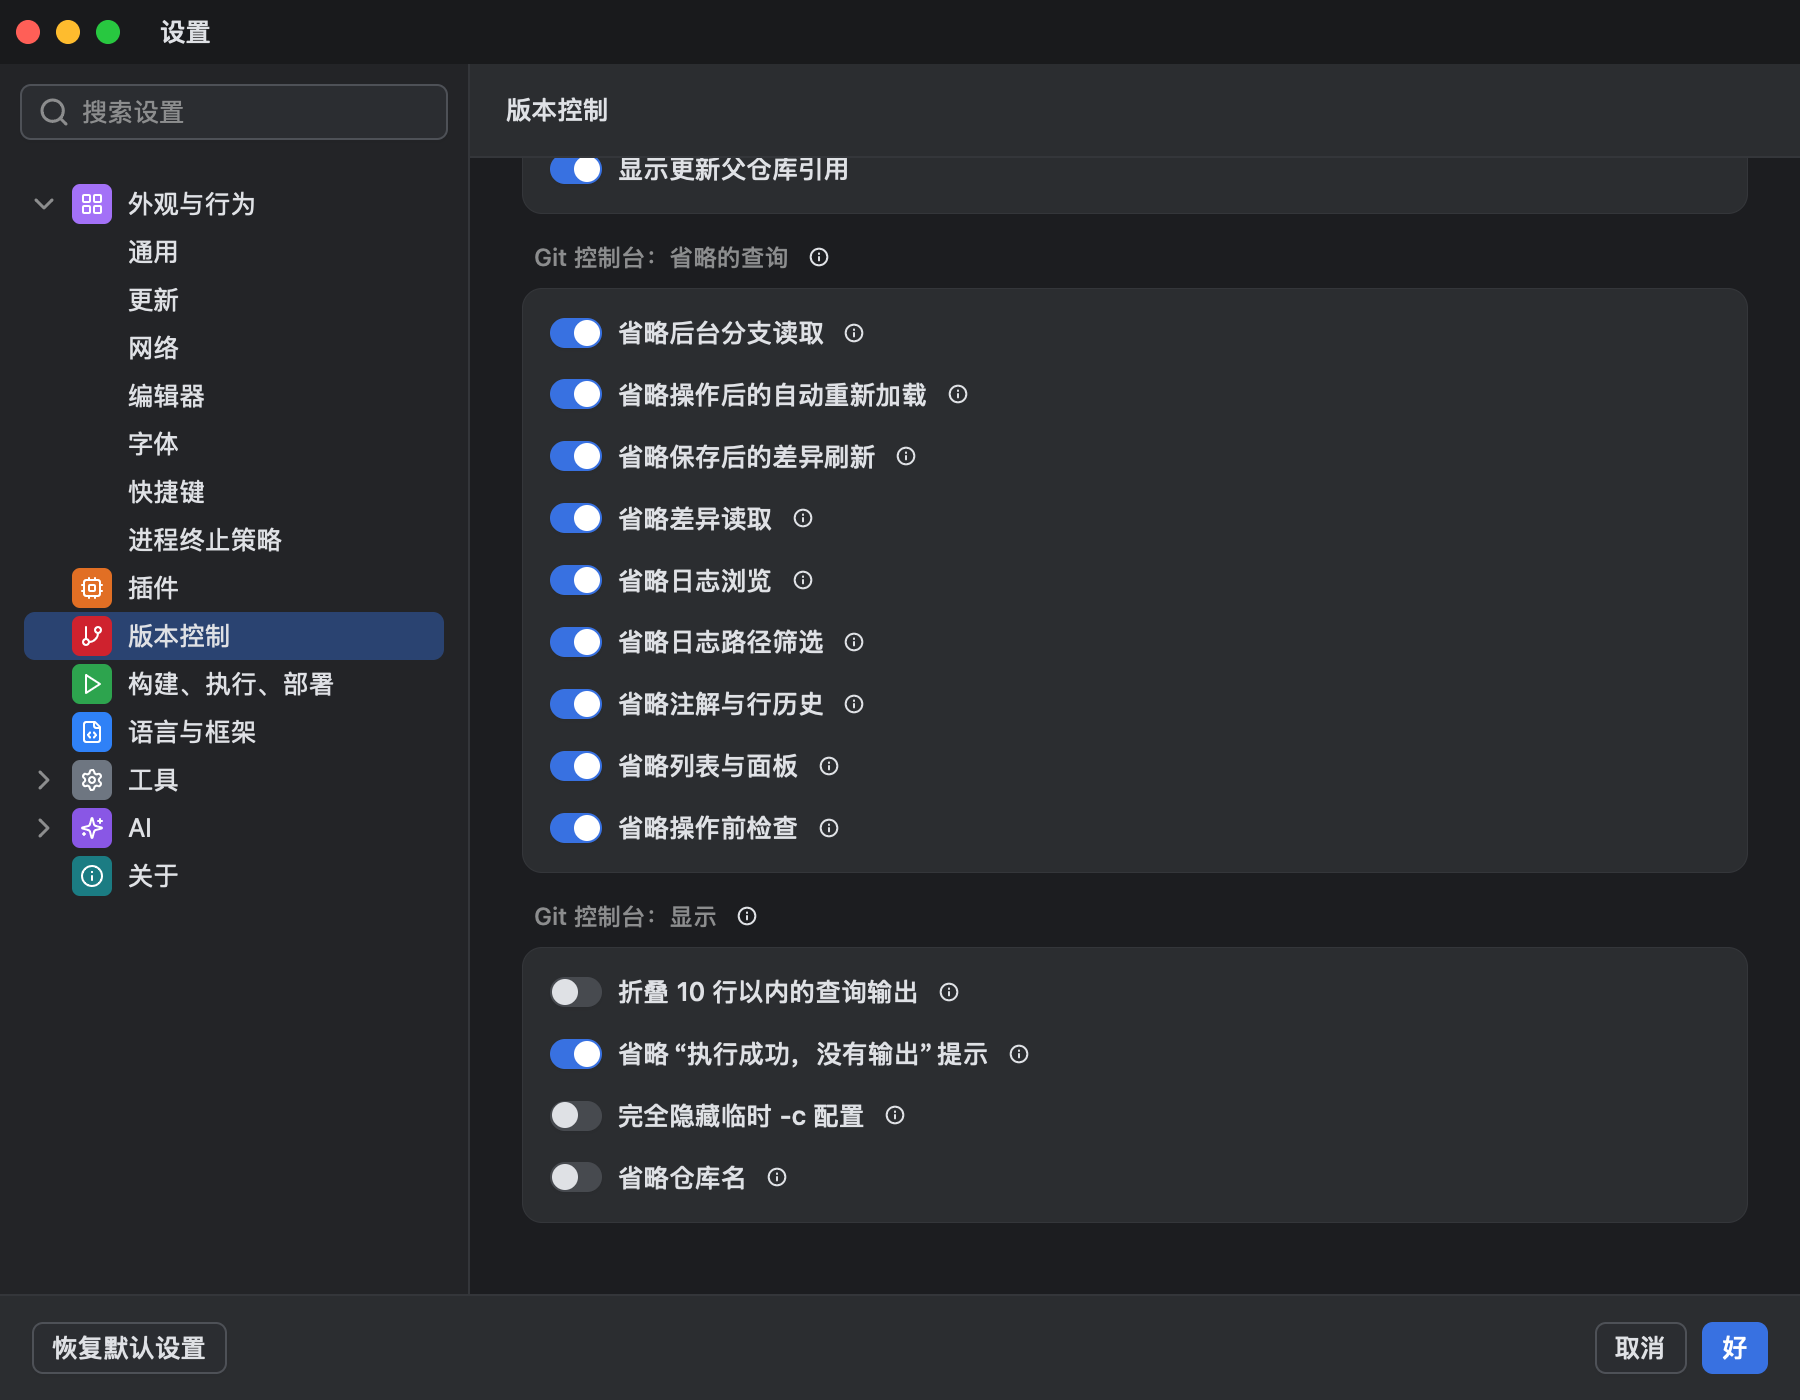 设置
搜索设置
外观与行为
通用
更新
网络
编辑器
字体
快捷键
进程终止策略
插件
版本控制
构建、执行、部署
语言与框架
工具
AI
关于
版本控制
显示更新父仓库引用
Git 控制台：省略的查询
省略后台分支读取
省略操作后的自动重新加载
省略保存后的差异刷新
省略差异读取
省略日志浏览
省略日志路径筛选
省略注解与行历史
省略列表与面板
省略操作前检查
Git 控制台：显示
折叠 10 行以内的查询输出
省略“执行成功，没有输出”提示
完全隐藏临时 -c 配置
省略仓库名
恢复默认设置
取消
好